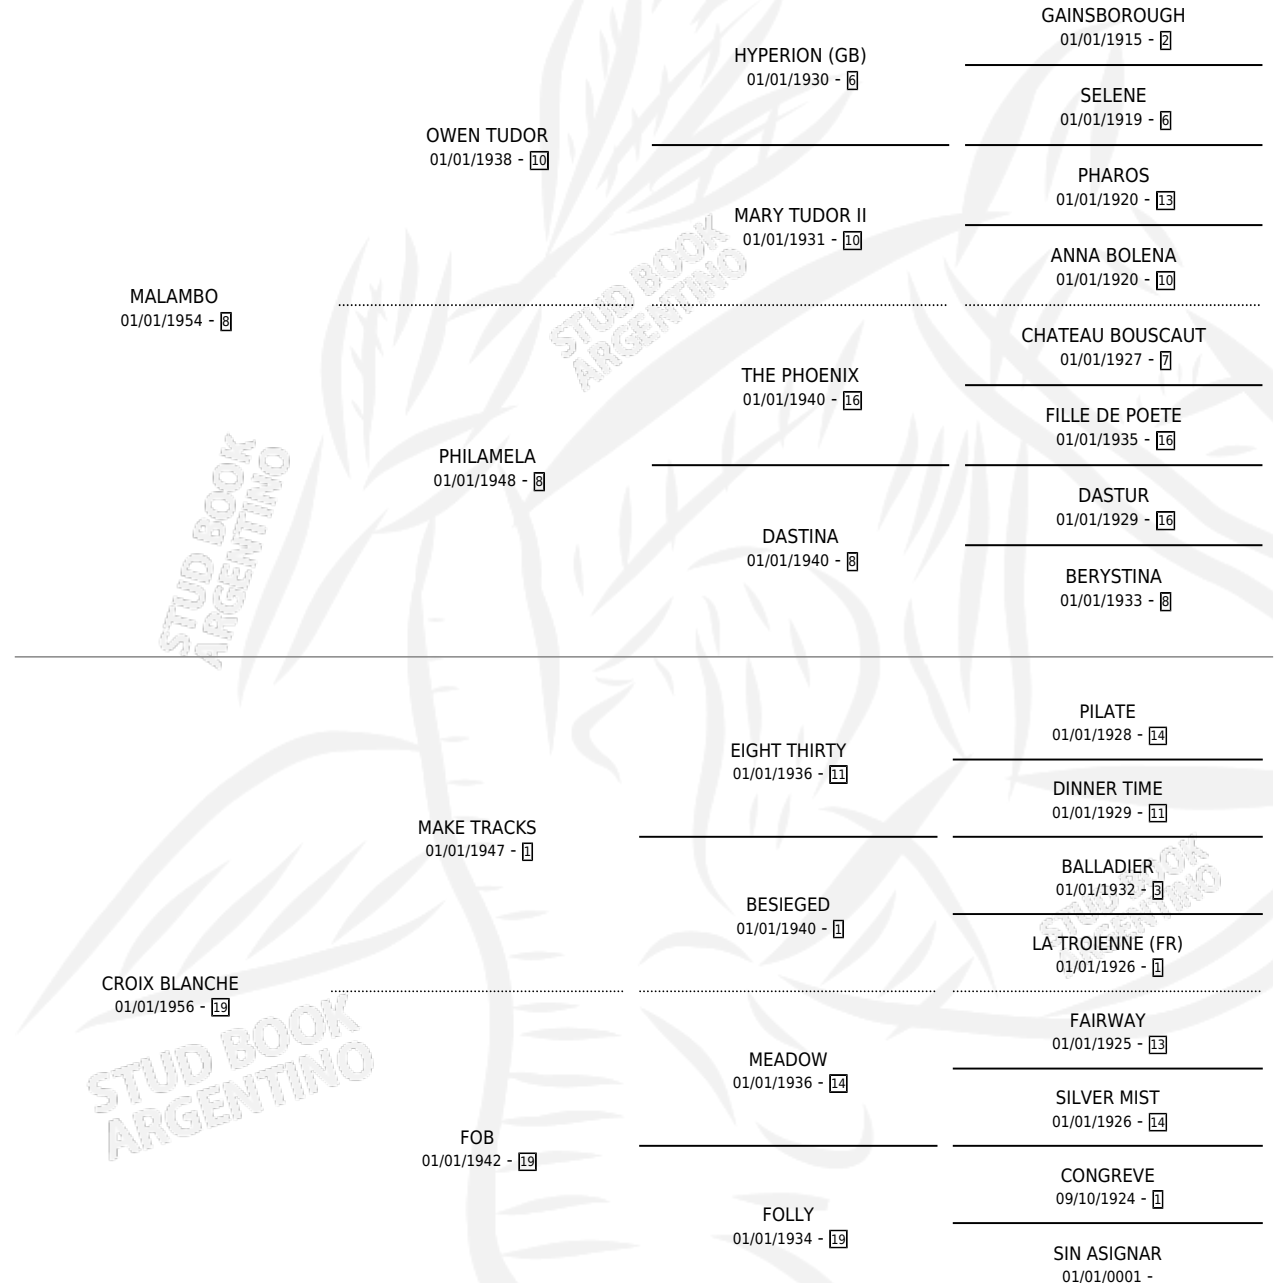 GAINSBOROUGH
01/01/1915 - 2
HYPERION (GB)
01/01/1930 - 6
SELENE
01/01/1919 - 6
OWEN TUDOR
01/01/1938 - 10
PHAROS
01/01/1920 - 13
MARY TUDOR II
01/01/1931 - 10
ANNA BOLENA
01/01/1920 - 10
MALAMBO
01/01/1954 - 8
STUD BOOK
ARGENTINO
CHATEAU BOUSCAUT
01/01/1927 - 7
THE PHOENIX
01/01/1940 - 16
FILLE DE POETE
01/01/1935 - 16
PHILAMELA
01/01/1948 - 8
DASTUR
01/01/1929 - 16
DASTINA
01/01/1940 - 8
BERYSTINA
01/01/1933 - 8
STUD BOOK
ARGENTINO
PILATE
01/01/1928 - 14
EIGHT THIRTY
01/01/1936 - 11
DINNER TIME
01/01/1929 - 11
MAKE TRACKS
01/01/1947 - 1
BALLADIER
01/01/1932 - 3
BESIEGED
01/01/1940 - 1
LA TROIENNE (FR)
01/01/1926 - 1
STUD BOOK
ARGENTINO
CROIX BLANCHE
01/01/1956 - 19
FAIRWAY
01/01/1925 - 13
MEADOW
01/01/1936 - 14
SILVER MIST
01/01/1926 - 14
STUD BOOK
ARGENTINO
FOB
01/01/1942 - 19
CONGREVE
09/10/1924 - 1
FOLLY
01/01/1934 - 19
SIN ASIGNAR
01/01/0001 -